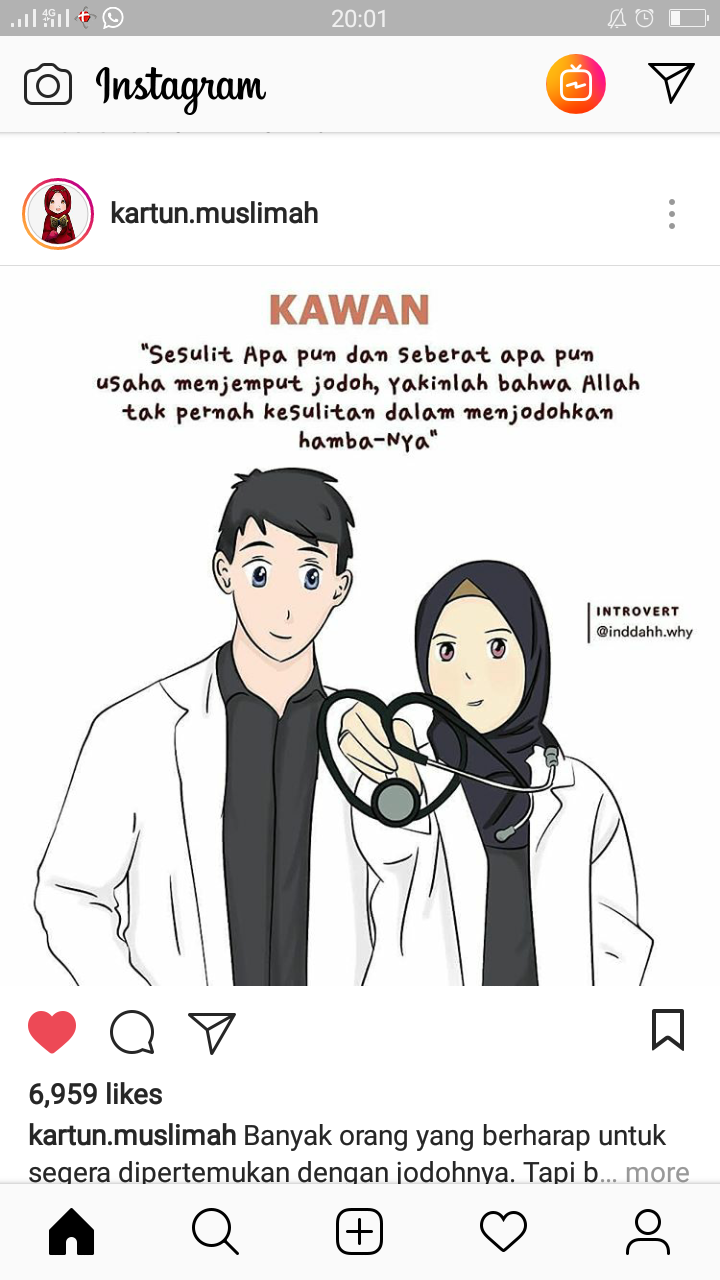 4G 20:01
Instagram
kartun.muslimah
KAWAN
"Sesulit Apa pun dan Seberat apa pun
usaha menjemput jodoh, Yakinlah bahwa Allah
tak pernah kesulitan dalam menjodohkan
hamba-NYa"
INTROVERT
@inddahh.why
6,959 likes
kartun.muslimah Banyak orang yang berharap untuk
segera dipertemukan dengan jodohnya. Tapi b... more